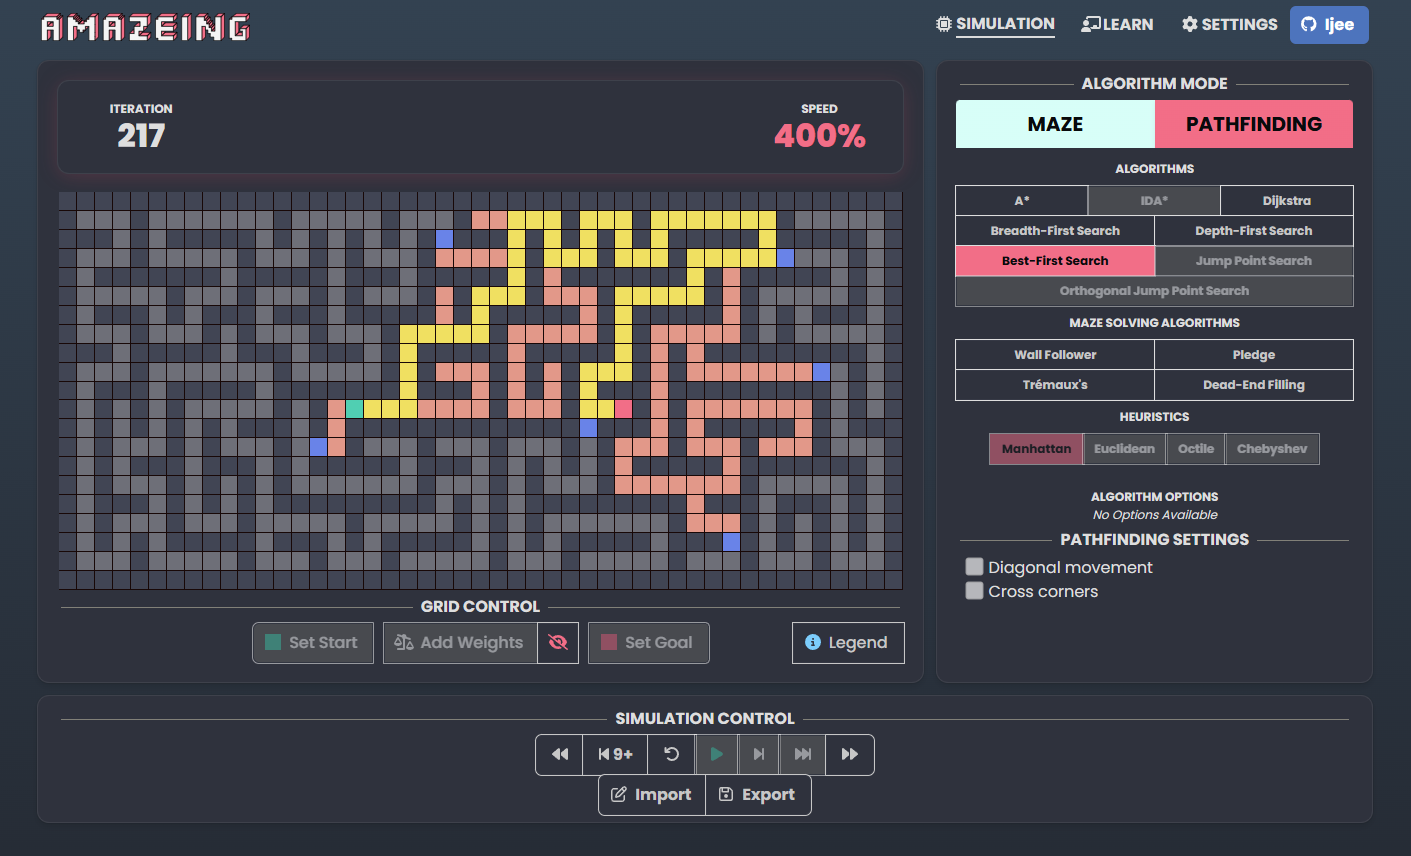 AMAZEING
SIMULATION LEARN SETTINGS Ijee
ITERATION
217
SPEED
400%
GRID CONTROL
Set Start Add Weights Set Goal Legend
ALGORITHM MODE
MAZE PATHFINDING
ALGORITHMS
A* IDA* Dijkstra
Breadth-First Search Depth-First Search
Best-First Search Jump Point Search
Orthogonal Jump Point Search
MAZE SOLVING ALGORITHMS
Wall Follower Pledge
Trémaux's Dead-End Filling
HEURISTICS
Manhattan Euclidean Octile Chebyshev
ALGORITHM OPTIONS
No Options Available
PATHFINDING SETTINGS
Diagonal movement
Cross corners
SIMULATION CONTROL
9+
Import Export